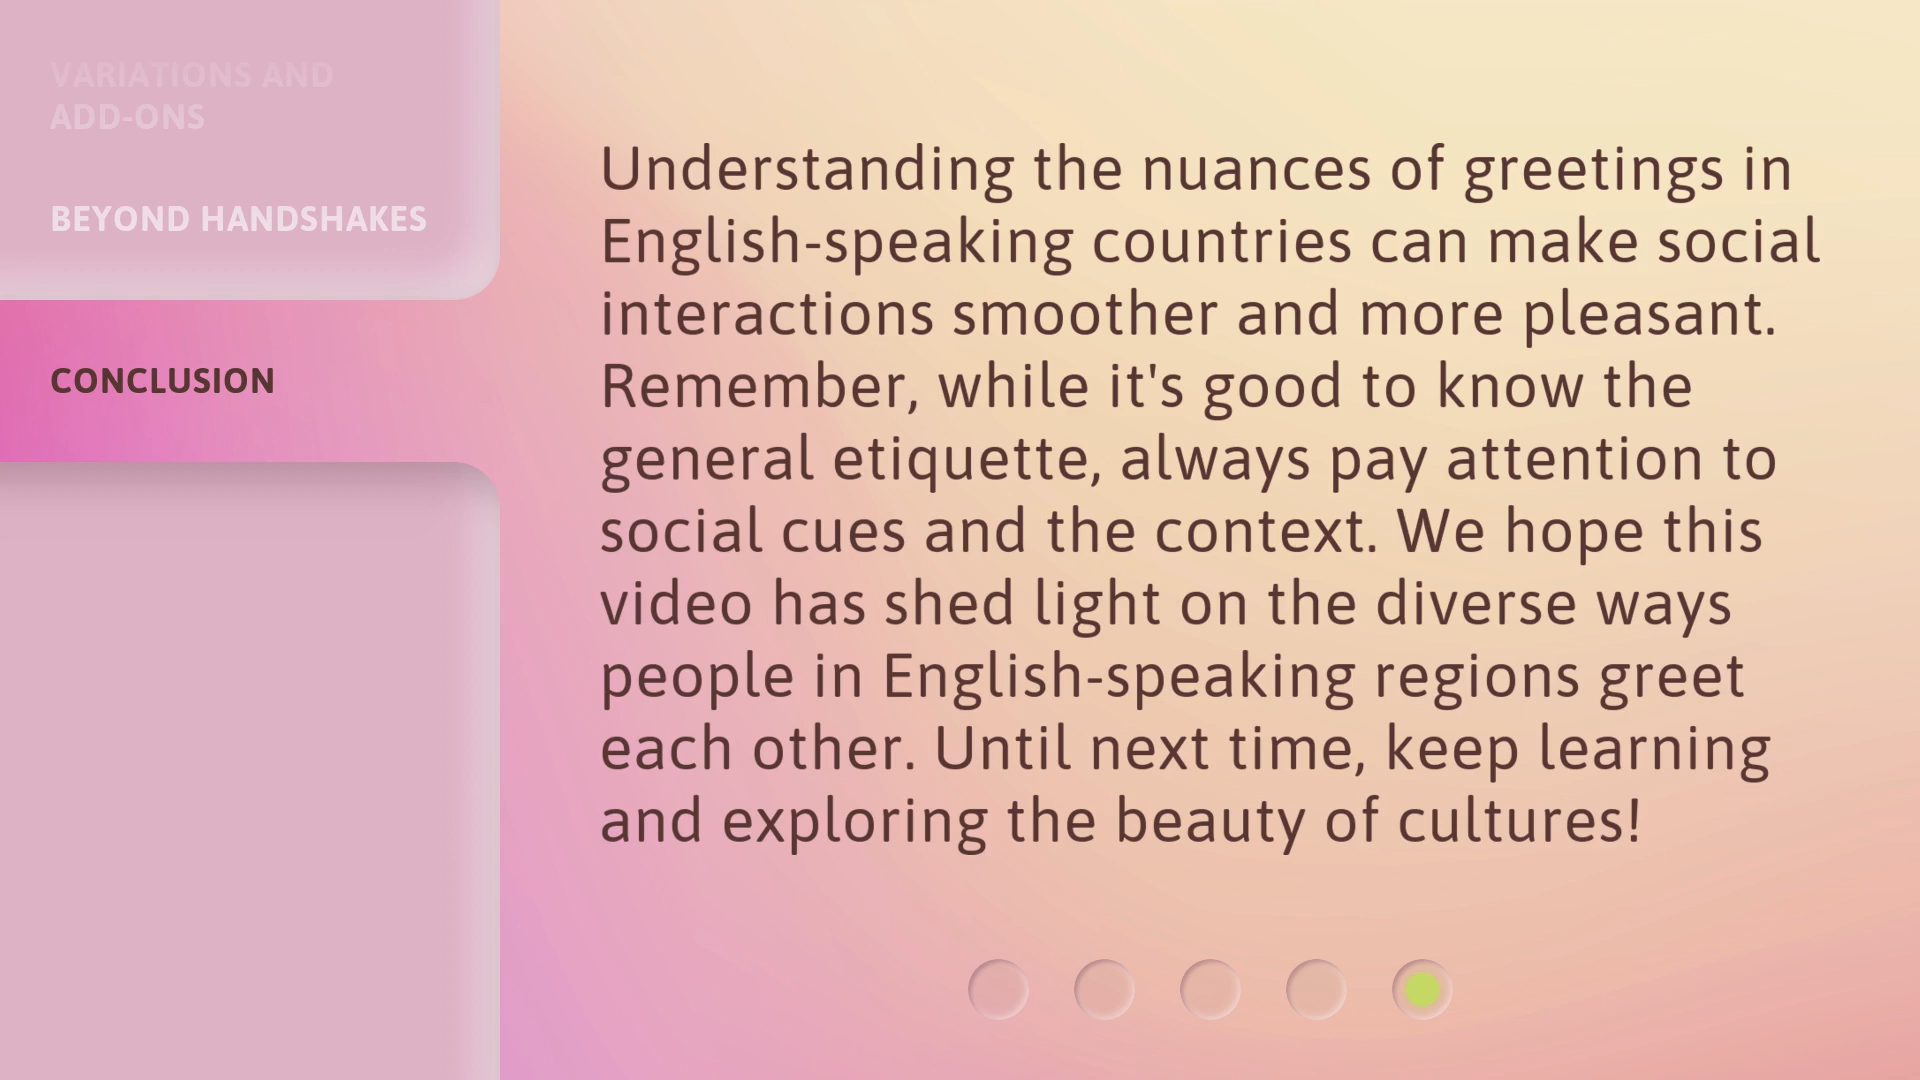 VARIATIONS AND
ADD-ONS
BEYOND HANDSHAKES
CONCLUSION
Understanding the nuances of greetings in
English-speaking countries can make social
interactions smoother and more pleasant.
Remember, while it's good to know the
general etiquette, always pay attention to
social cues and the context. We hope this
video has shed light on the diverse ways
people in English-speaking regions greet
each other. Until next time, keep learning
and exploring the beauty of cultures!